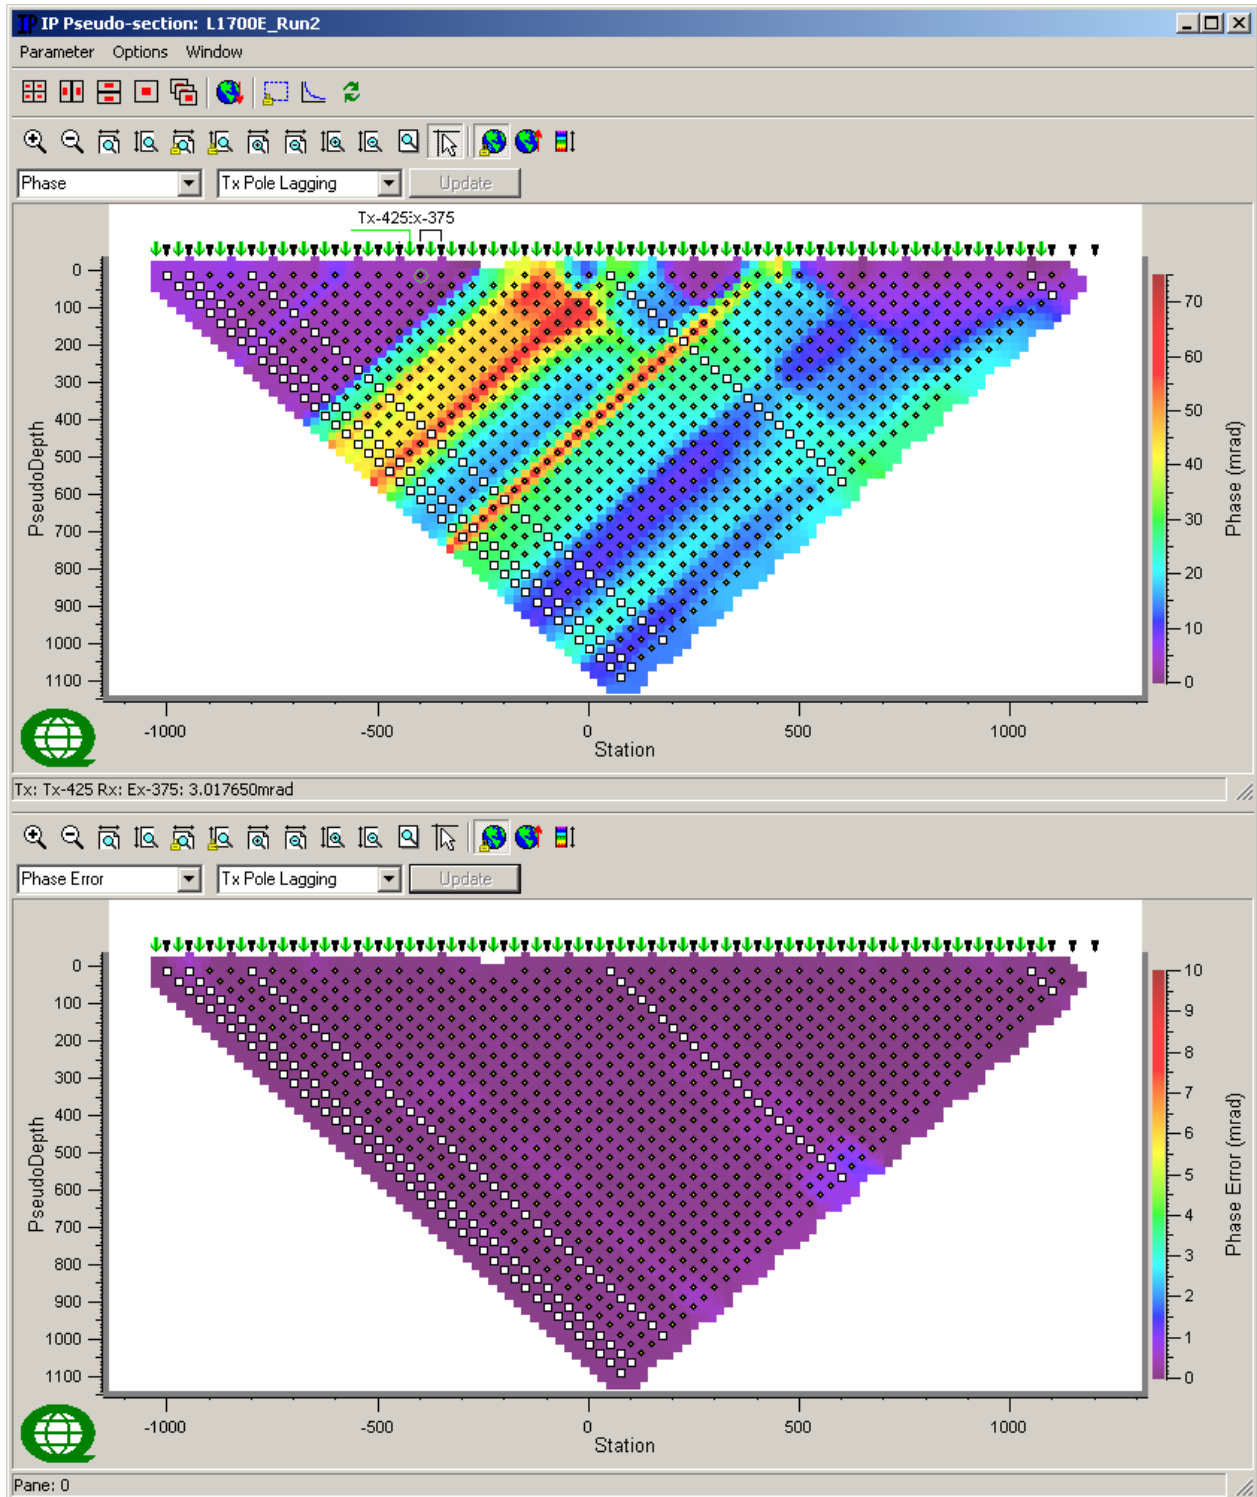 IP IP Pseudo-section: L1700E_Run2
Parameter Options Window
Phase Tx Pole Lagging Update
Tx-425 Ex-375
0
100
200
300
400
500
600
700
800
900
1000
1100
PseudoDepth
-1000 -500 0 500 1000
Station
70
60
50
40
30
20
10
0
Phase (mrad)
Tx: Tx-425 Rx: Ex-375: 3.017650mrad
Phase Error Tx Pole Lagging Update
0
100
200
300
400
500
600
700
800
900
1000
1100
PseudoDepth
-1000 -500 0 500 1000
Station
10
9
8
7
6
5
4
3
2
1
0
Phase Error (mrad)
Pane: 0